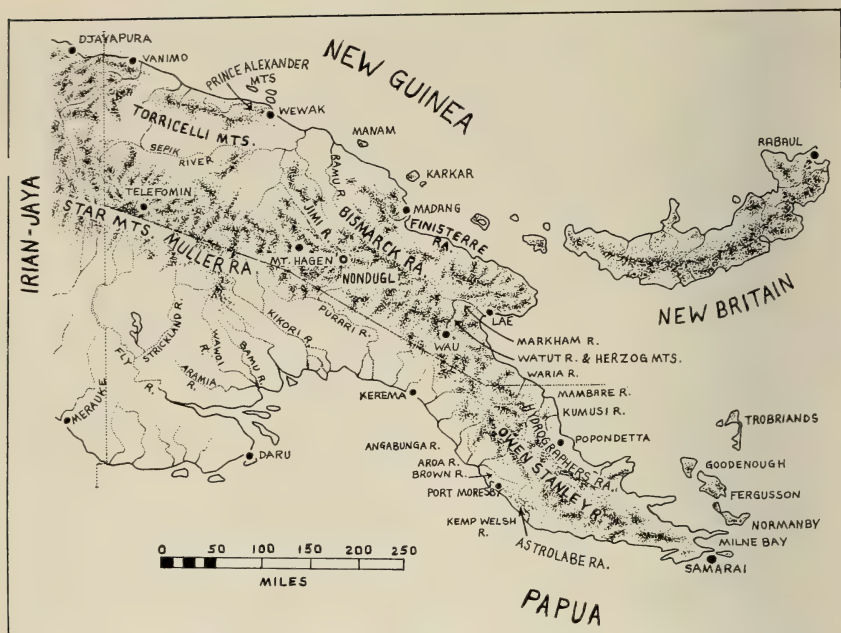 DJAYAPURA
VANIMO
PRINCE ALEXANDER
MTS
WEWAK
NEW GUINEA
TORRICELLI MTS.
MANAM
SEPIK
RIVER
RAMU R.
KARKAR
RABAUL
TELEFOMIN
JIMI R.
BISMARCK RA.
MADANG
FINISTERRE
RA.
IRIAN-JAYA
STAR MTS.
MULLER RA.
MT. HAGEN
NONDUGL
NEW BRITAIN
LAE
STRICKLAND R.
KIKORI R.
PURARI R.
WAU
MARKHAM R.
WATUT R. & HERZOG MTS.
WARIA R.
FLY
R.
WAWOI
R.
BAMU R.
ARAMIA
R.
MERAUKE
KEREMA
MAMBARE R.
KUMUSI R.
HYDROGRAPHERS RA.
TROBRIANDS
POPONDETTA
DARU
ANGABUNGA R.
OWEN STANLEY R.
GOODENOUGH
AROA R.
BROWN R.
FERGUSSON
PORT MORESBY
NORMANBY
KEMP WELSH
R.
ASTROLABE RA.
MILNE BAY
SAMARAI
0 50 100 150 200 250
MILES
PAPUA